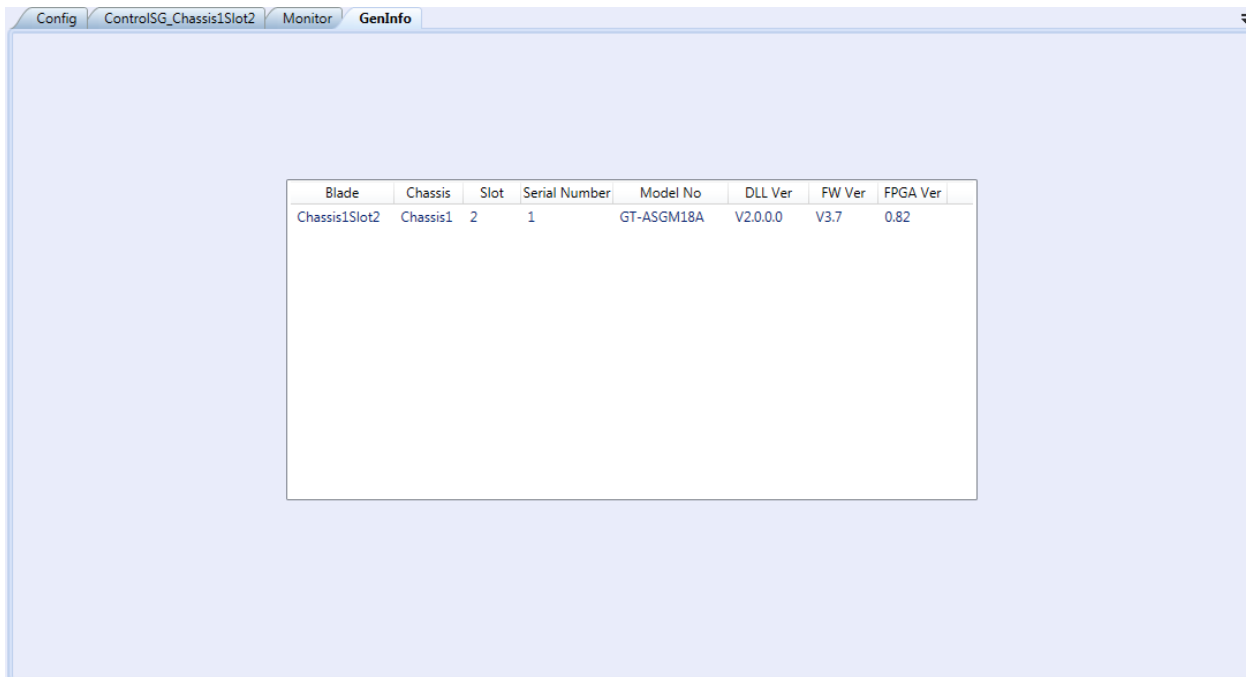 Config ControlSG_Chassis1Slot2 Monitor GenInfo
Blade Chassis Slot Serial Number Model No DLL Ver FW Ver FPGA Ver
Chassis1Slot2 Chassis1 2 1 GT-ASGM18A V2.0.0.0 V3.7 0.82